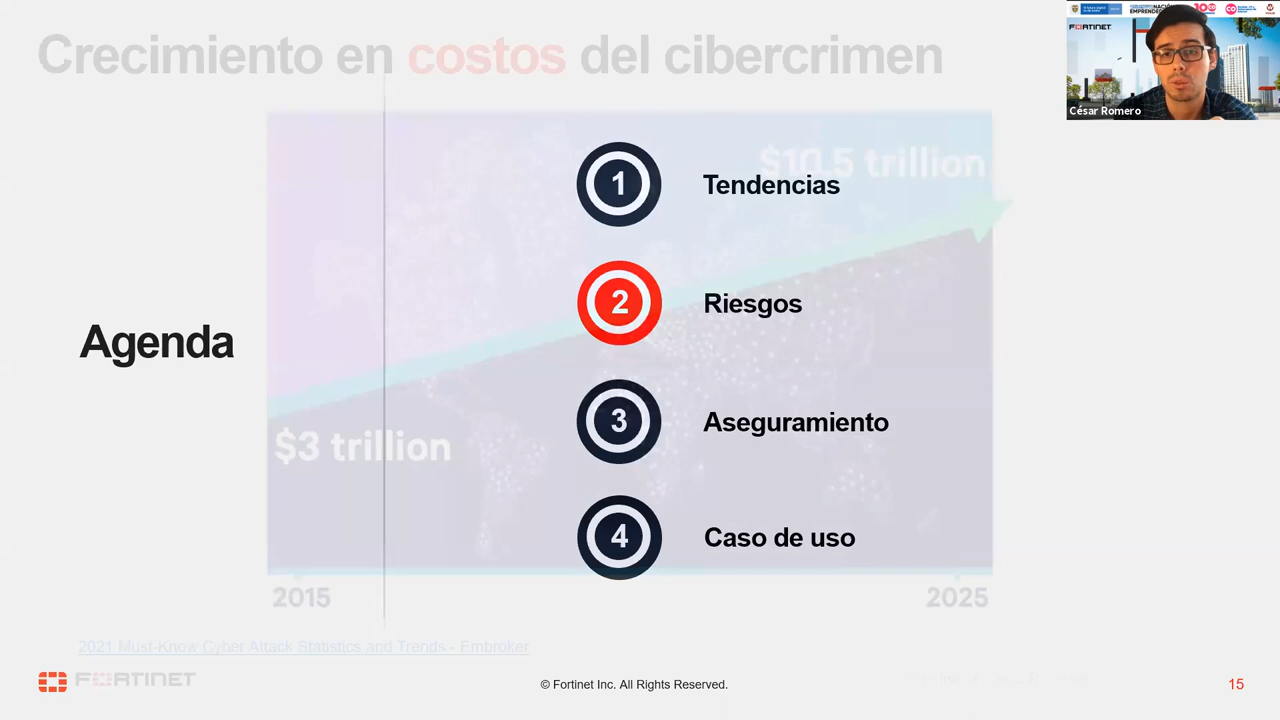 Crecimiento en costos del cibercrimen
César Romero
FORTINET
$10.5 trillion
1 Tendencias
2 Riesgos
Agenda
3 Aseguramiento
$3 trillion
4 Caso de uso
2015
2025
2021 Must-Know Cyber Attack Statistics and Trends - Embroker
FORTINET
© Fortinet Inc. All Rights Reserved.
15